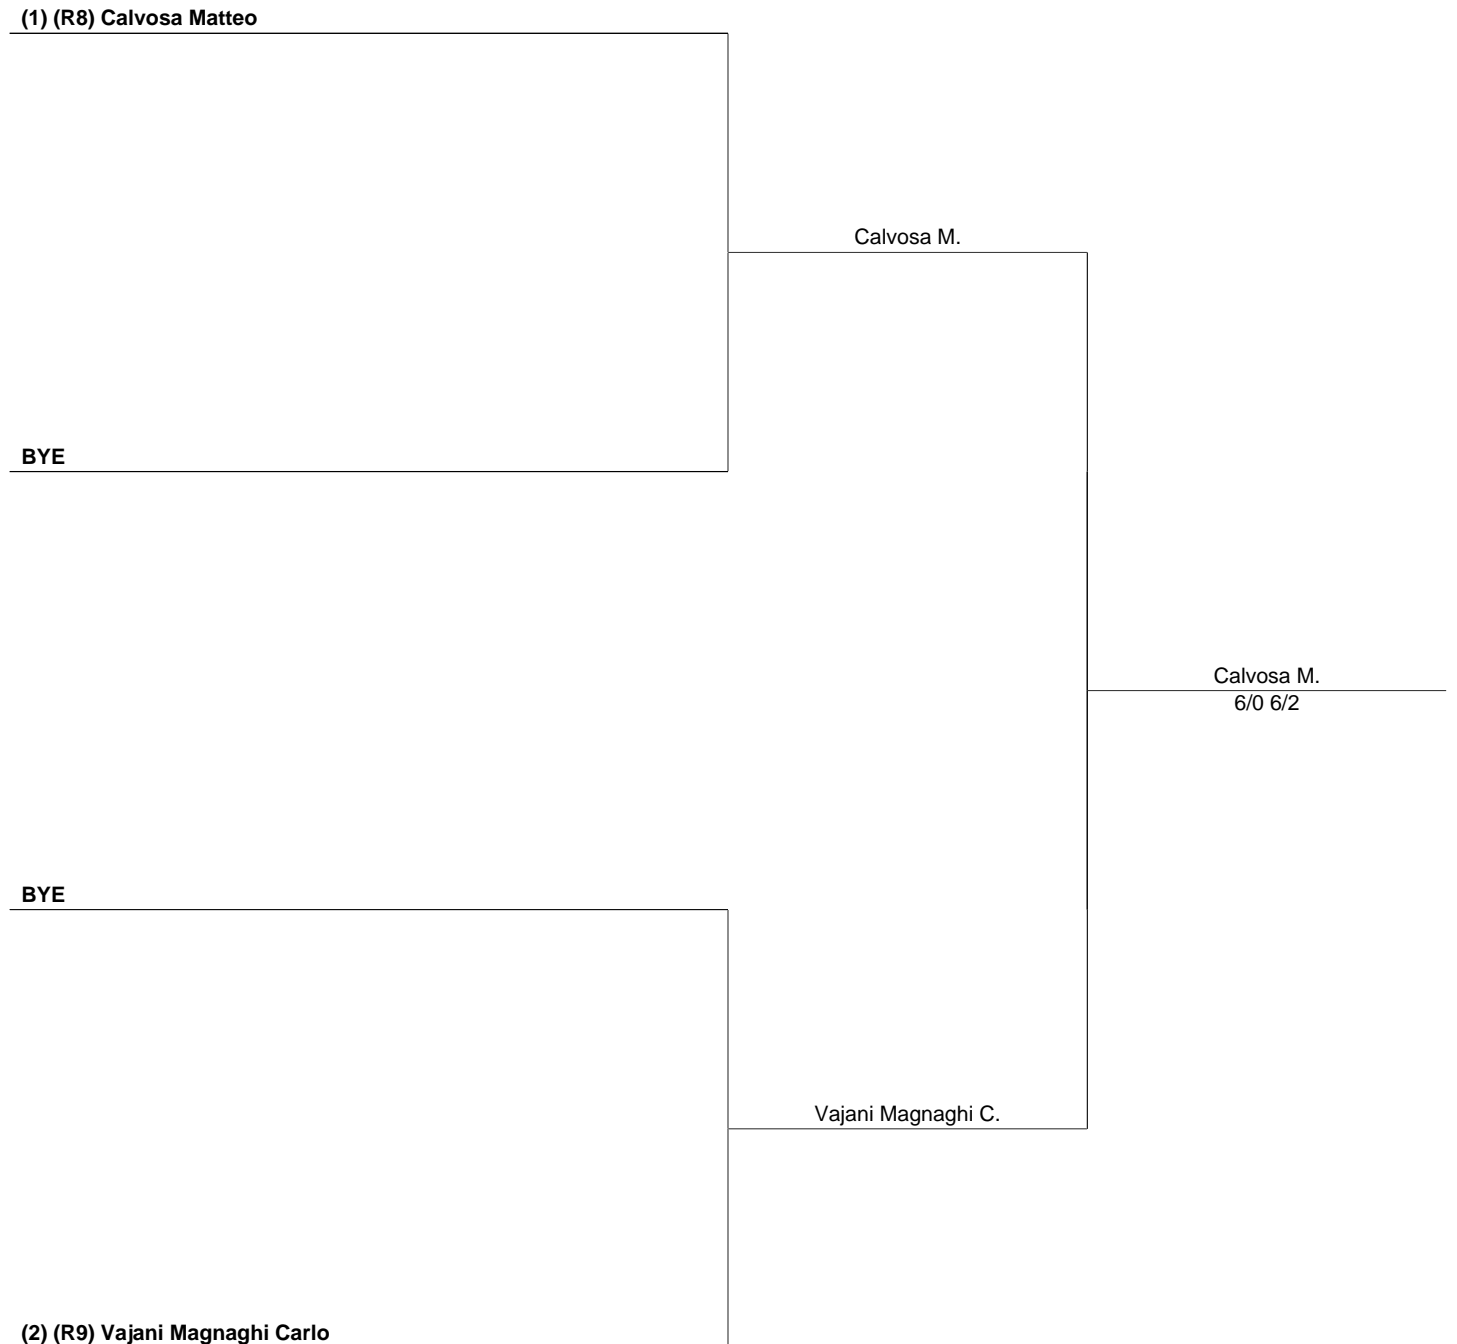 (1) (R8) Calvosa Matteo
Calvosa M.
BYE
Calvosa M.
6/0 6/2
BYE
Vajani Magnaghi C.
(2) (R9) Vajani Magnaghi Carlo